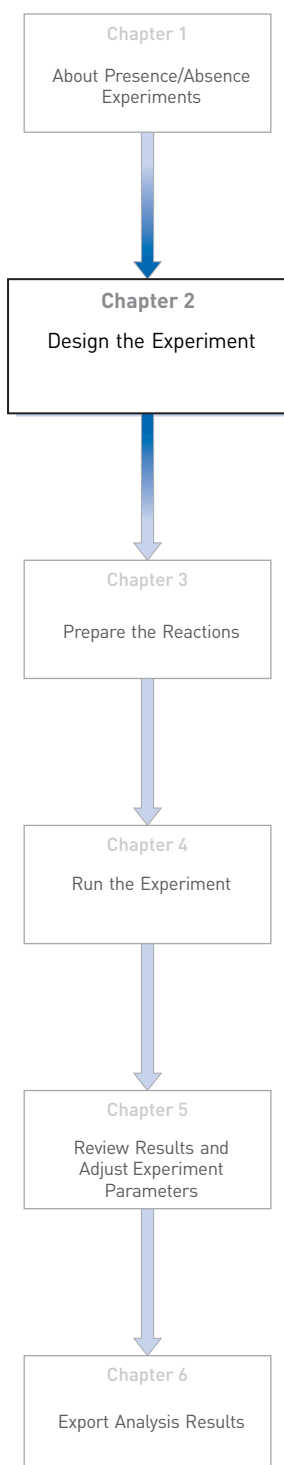 Chapter 1
About Presence/Absence
Experiments
Chapter 2
Design the Experiment
Chapter 3
Prepare the Reactions
Chapter 4
Run the Experiment
Chapter 5
Review Results and
Adjust Experiment
Parameters
Chapter 6
Export Analysis Results